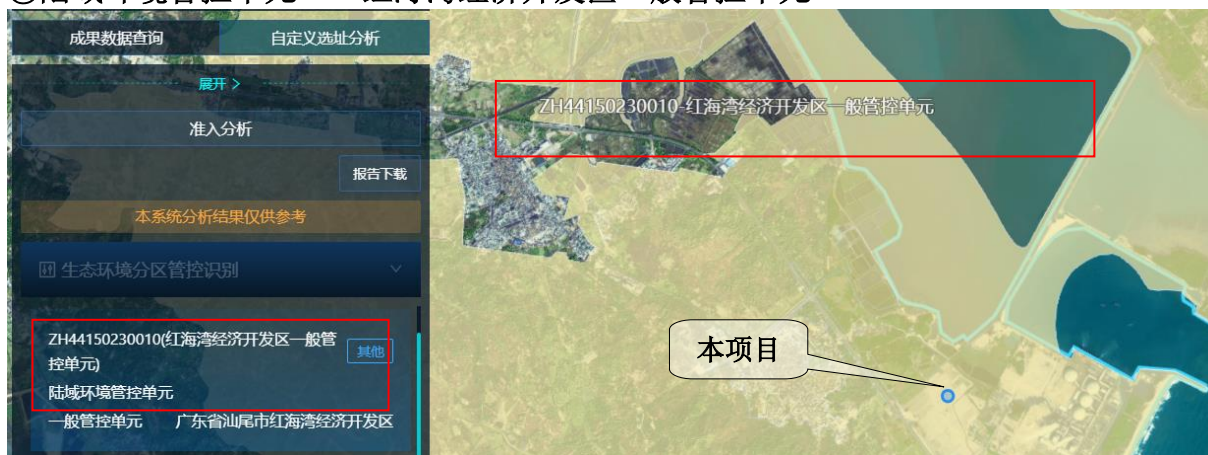 成果数据查询
自定义选址分析
展开 >
准入分析
报告下载
本系统分析结果仅供参考
生态环境分区管控识别
ZH44150230010(红海湾经济开发区一般管
控单元)
其他
陆域环境管控单元
一般管控单元 广东省汕尾市红海湾经济开发区
ZH44150230010-红海湾经济开发区一般管控单元
本项目